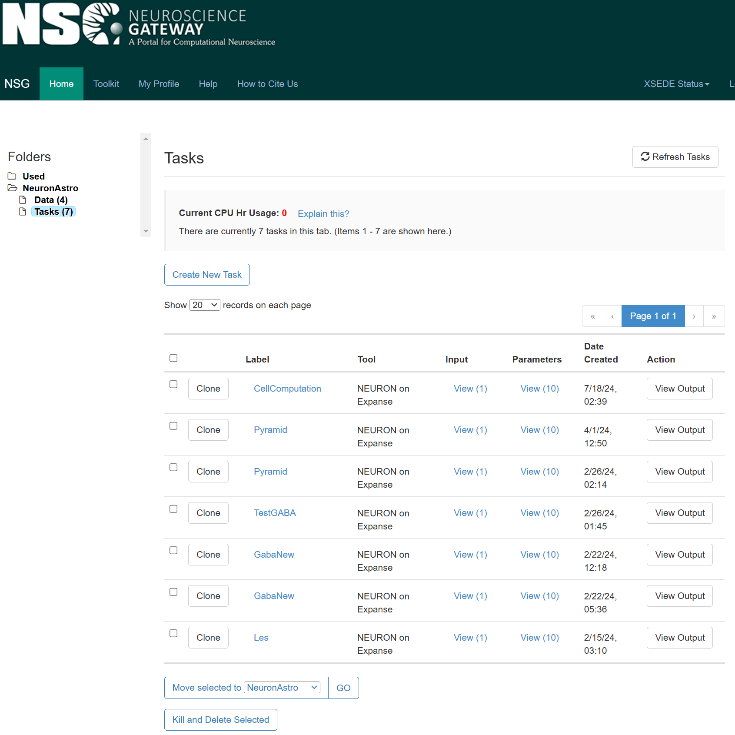 NSG NEUROSCIENCE
GATEWAY
A Portal for Computational Neuroscience
NSG Home Toolkit My Profile Help How to Cite Us XSEDE Status L
Folders
Used
NeuronAstro
Data (4)
Tasks (7)
Tasks
Refresh Tasks
Current CPU Hr Usage: 0 Explain this?
There are currently 7 tasks in this tab. (Items 1 - 7 are shown here.)
Create New Task
Show 20 records on each page
« ‹ Page 1 of 1 › »
Label Tool Input Parameters Date Created Action
Clone CellComputation NEURON on Expanse View (1) View (10) 7/18/24, 02:39 View Output
Clone Pyramid NEURON on Expanse View (1) View (10) 4/1/24, 12:50 View Output
Clone Pyramid NEURON on Expanse View (1) View (10) 2/26/24, 02:14 View Output
Clone TestGABA NEURON on Expanse View (1) View (10) 2/26/24, 01:45 View Output
Clone GabaNew NEURON on Expanse View (1) View (10) 2/22/24, 12:18 View Output
Clone GabaNew NEURON on Expanse View (1) View (10) 2/22/24, 05:36 View Output
Clone Les NEURON on Expanse View (1) View (10) 2/15/24, 03:10 View Output
Move selected to NeuronAstro GO
Kill and Delete Selected